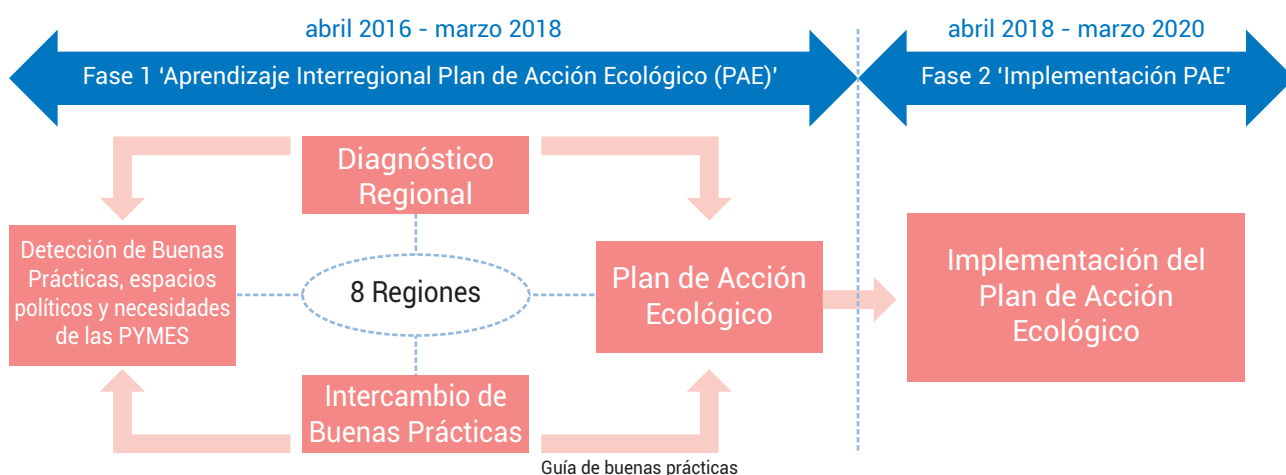 abril 2016 - marzo 2018
abril 2018 - marzo 2020
Fase 1 ‘Aprendizaje Interregional Plan de Acción Ecológico (PAE)’
Fase 2 ‘Implementación PAE’
Diagnóstico
Regional
Detección de Buenas
Prácticas, espacios
políticos y necesidades
de las PYMES
8 Regiones
Plan de Acción
Ecológico
Implementación del
Plan de Acción
Ecológico
Intercambio de
Buenas Prácticas
Guía de buenas prácticas